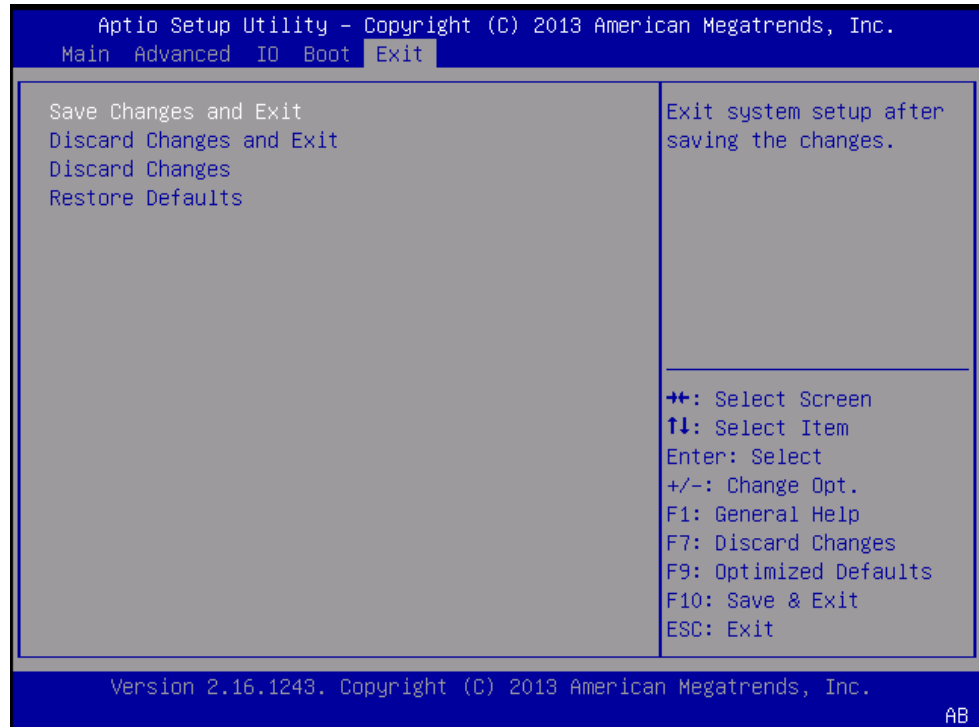 Aptio Setup Utility – Copyright (C) 2013 American Megatrends, Inc.
Main Advanced IO Boot Exit
Save Changes and Exit
Discard Changes and Exit
Discard Changes
Restore Defaults
Exit system setup after
saving the changes.
→←: Select Screen
↑↓: Select Item
Enter: Select
+/-: Change Opt.
F1: General Help
F7: Discard Changes
F9: Optimized Defaults
F10: Save & Exit
ESC: Exit
Version 2.16.1243. Copyright (C) 2013 American Megatrends, Inc.
AB